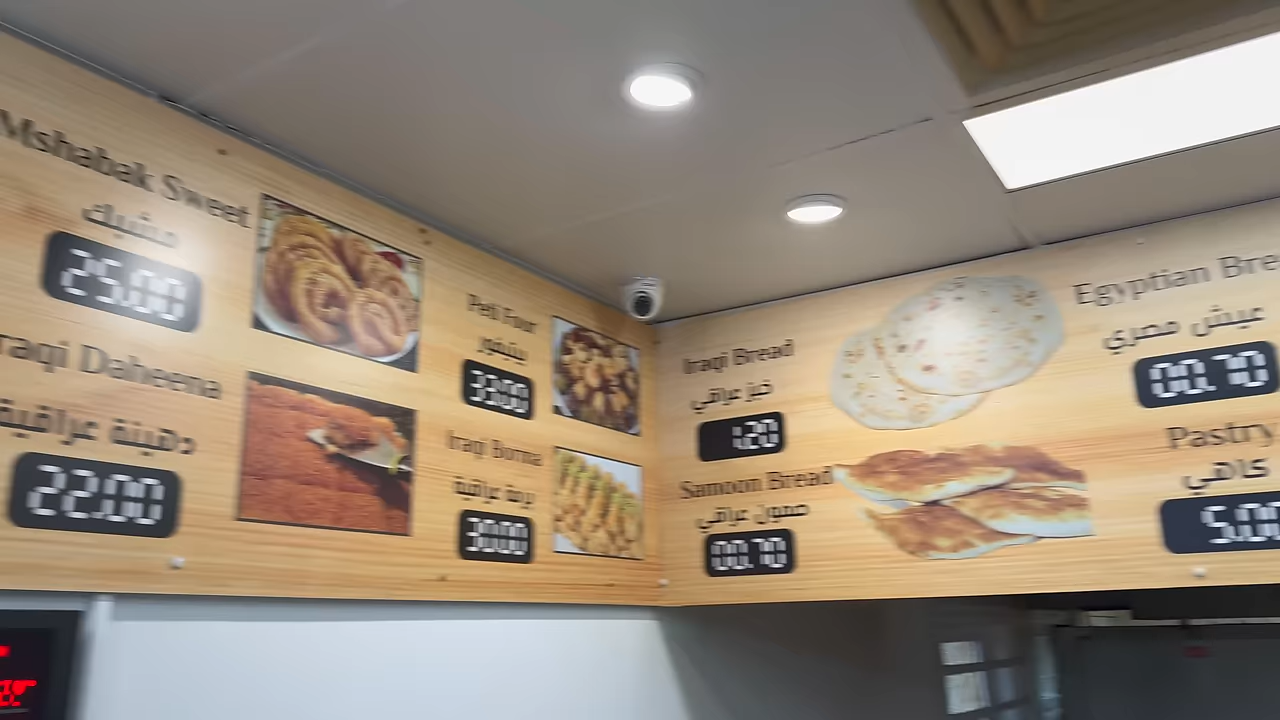 Mshabak Sweet
مشبك
25.00
Iraqi Daheena
دهينة عراقية
22.00
Peti Four
بيتيفور
33.00
Iraqi Borma
برمة عراقية
30.00
Iraqi Bread
خبز عراقي
1.20
Samoon Bread
صمون عراقي
00.70
Egyptian Bre
عيش مصري
00.70
Pastry
كاهي
5.00